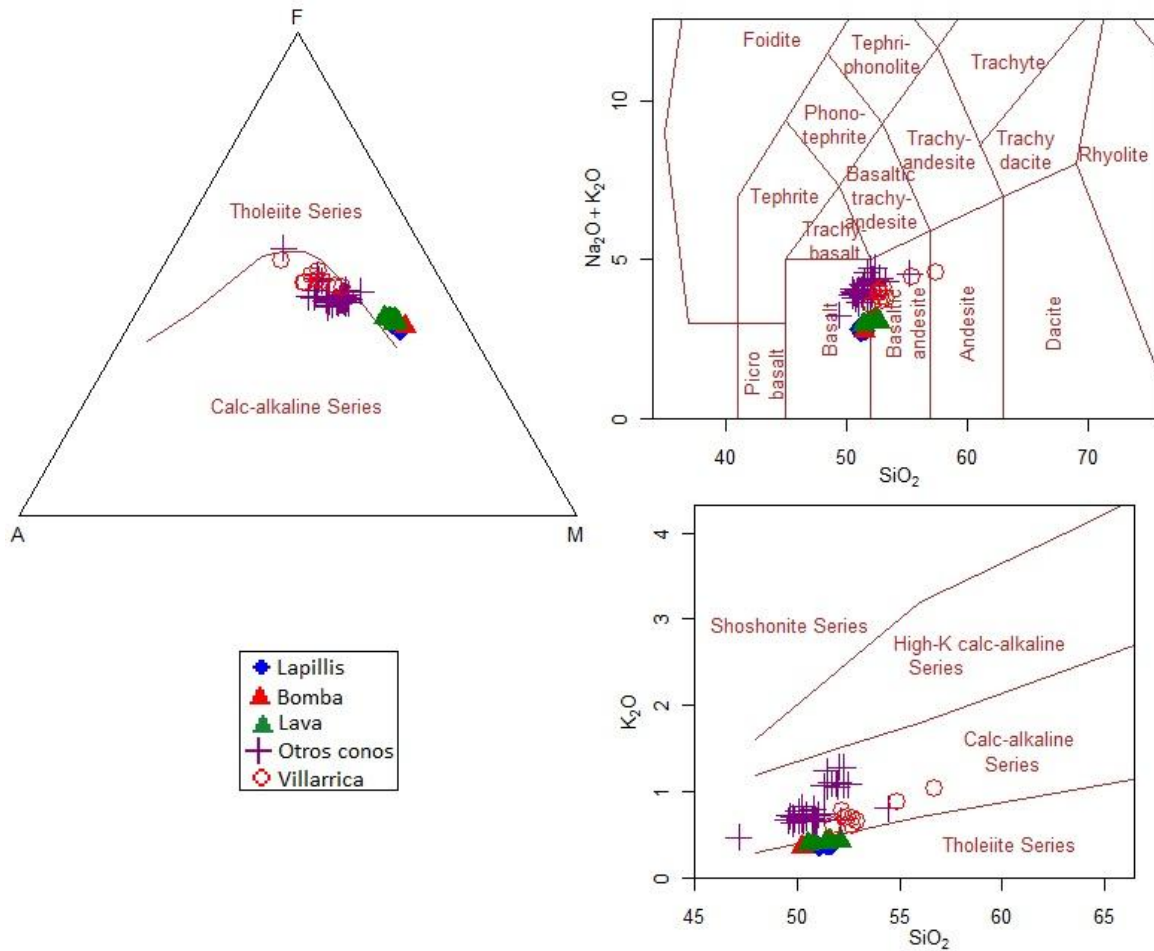 F
Tholeiite Series
Calc-alkaline Series
A
M
Lapillis
Bomba
Lava
Otros conos
Villarrica
Na₂O + K₂O
10
5
0
Foidite
Tephri-
phonolite
Trachyte
Phono-
tephrite
Trachy-
andesite
Trachy
dacite
Rhyolite
Tephrite
Basaltic
trachy-
andesite
Trachy
basalt
Picro
basalt
Basalt
Basaltic
andesite
Andesite
Dacite
40
50
60
70
SiO₂
K₂O
4
3
2
1
0
Shoshonite Series
High-K calc-alkaline
Series
Calc-alkaline
Series
Tholeiite Series
45
50
55
60
65
SiO₂